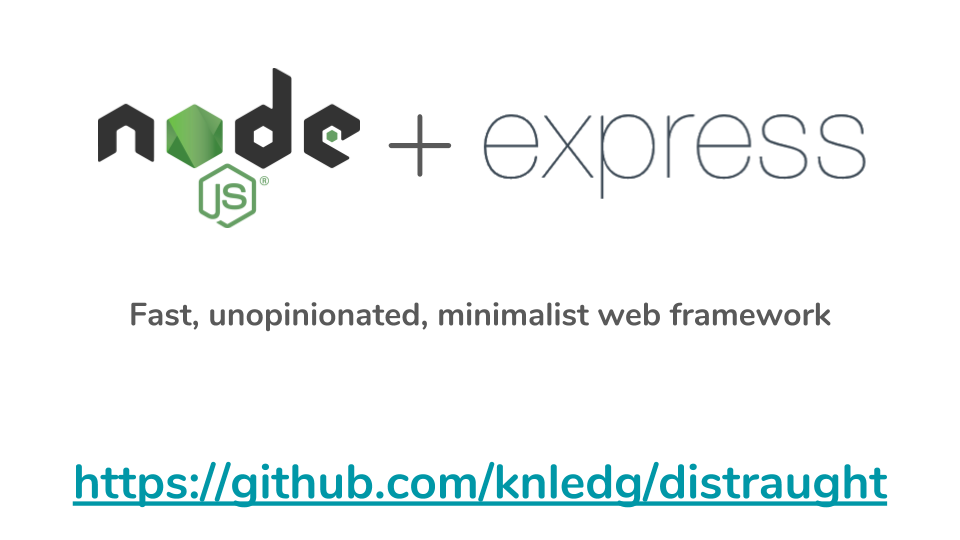 node + express
JS ®
Fast, unopinionated, minimalist web framework
https://github.com/knledg/distraught